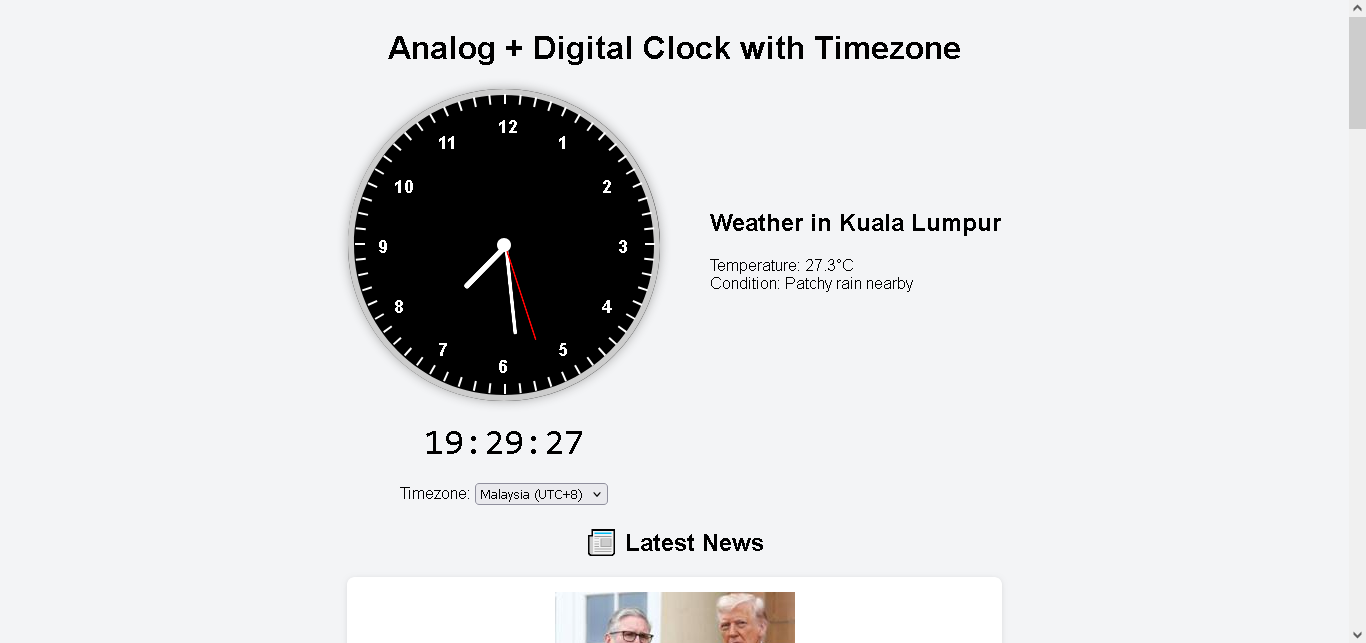 Analog + Digital Clock with Timezone
12
11
1
10
2
9
3
8
4
7
5
6
Weather in Kuala Lumpur
Temperature: 27.3°C
Condition: Patchy rain nearby
19:29:27
Timezone: Malaysia (UTC+8)
Latest News